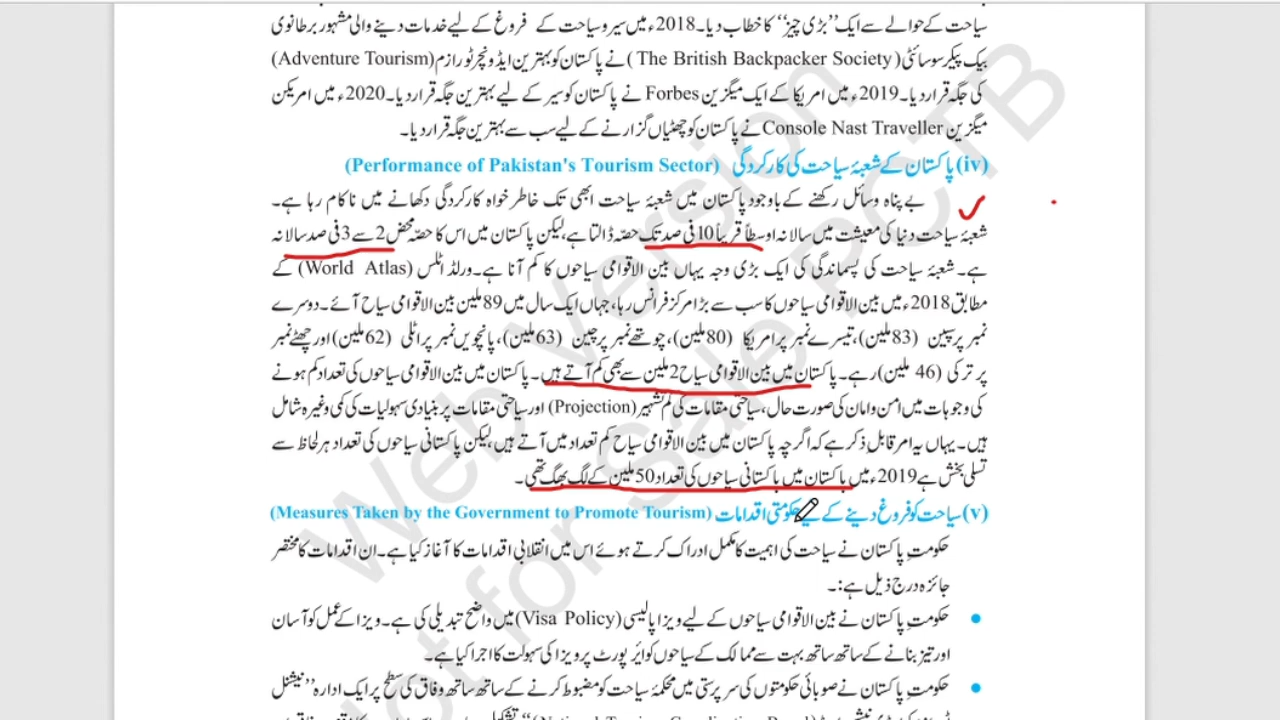 سیاحت کے حوالے سے ایک ’’بڑی چیز‘‘ کا خطاب دیا۔ 2018ء میں سیر و سیاحت کے فروغ کے لیے خدمات دینے والی مشہور برطانوی
بیک پیکر سوسائٹی (The British Backpacker Society) نے پاکستان کو بہترین ایڈونچر ٹورازم (Adventure Tourism)
کی جگہ قرار دیا۔ 2019ء میں امریکا کے ایک میگزین Forbes نے پاکستان کو سیر کے لیے بہترین جگہ قرار دیا۔ 2020ء میں امریکن
میگزین Console Nast Traveller نے پاکستان کو چھٹیاں گزارنے کے لیے سب سے بہترین جگہ قرار دیا۔
(iv) پاکستان کے شعبۂ سیاحت کی کارکردگی (Performance of Pakistan's Tourism Sector)
بے پناہ وسائل رکھنے کے باوجود پاکستان میں شعبۂ سیاحت ابھی تک خاطر خواہ کارکردگی دکھانے میں ناکام رہا ہے۔
شعبۂ سیاحت دنیا کی معیشت میں سالانہ اوسطاً قریباً 10 فی صد تک حصّہ ڈالتا ہے، لیکن پاکستان میں اس کا حصّہ محض 2 سے 3 فی صد سالانہ
ہے۔ شعبۂ سیاحت کی پسماندگی کی ایک بڑی وجہ یہاں بین الاقوامی سیاحوں کا کم آنا ہے۔ ورلڈ اٹلس (World Atlas) کے
مطابق 2018ء میں بین الاقوامی سیاحوں کا سب سے بڑا مرکز فرانس رہا، جہاں ایک سال میں 89 ملین بین الاقوامی سیاح آئے۔ دوسرے
نمبر پر سپین (83 ملین)، تیسرے نمبر پر امریکا (80 ملین)، چوتھے نمبر پر چین (63 ملین)، پانچویں نمبر پر اٹلی (62 ملین) اور چھٹے نمبر
پر ترکی (46 ملین) رہے۔ پاکستان میں بین الاقوامی سیاح 2 ملین سے بھی کم آتے ہیں۔ پاکستان میں بین الاقوامی سیاحوں کی تعداد کم ہونے
کی وجوہات میں امن و امان کی صورت حال، سیاحتی مقامات کی کم تشہیر (Projection) اور سیاحتی مقامات پر بنیادی سہولیات کی کمی وغیرہ شامل
ہیں۔ یہاں یہ امر قابل ذکر ہے کہ اگرچہ پاکستان میں بین الاقوامی سیاح کم تعداد میں آتے ہیں، لیکن پاکستانی سیاحوں کی تعداد ہر لحاظ سے
تسلی بخش ہے 2019ء میں پاکستان میں پاکستانی سیاحوں کی تعداد 50 ملین کے لگ بھگ تھی۔
(v) سیاحت کو فروغ دینے کے لیے حکومتی اقدامات (Measures Taken by the Government to Promote Tourism)
حکومتِ پاکستان نے سیاحت کی اہمیت کا مکمل ادراک کرتے ہوئے اس میں انقلابی اقدامات کا آغاز کیا ہے۔ ان اقدامات کا مختصر
جائزہ درج ذیل ہے:۔
• حکومتِ پاکستان نے بین الاقوامی سیاحوں کے لیے ویزا پالیسی (Visa Policy) میں واضح تبدیلی کی ہے۔ ویزا کے عمل کو آسان
اور تیز بنانے کے ساتھ ساتھ بہت سے ممالک کے سیاحوں کو ائر پورٹ پر ویزا کی سہولت کا اجرا کیا ہے۔
• حکومتِ پاکستان نے صوبائی حکومتوں کی سرپرستی میں محکمۂ سیاحت کو مضبوط کرنے کے ساتھ ساتھ وفاق کی سطح پر ایک ادارہ ’’نیشنل
(National Tourism Coordination Board)‘‘ تشکیل
Web Version of PCTB
Not for Sale